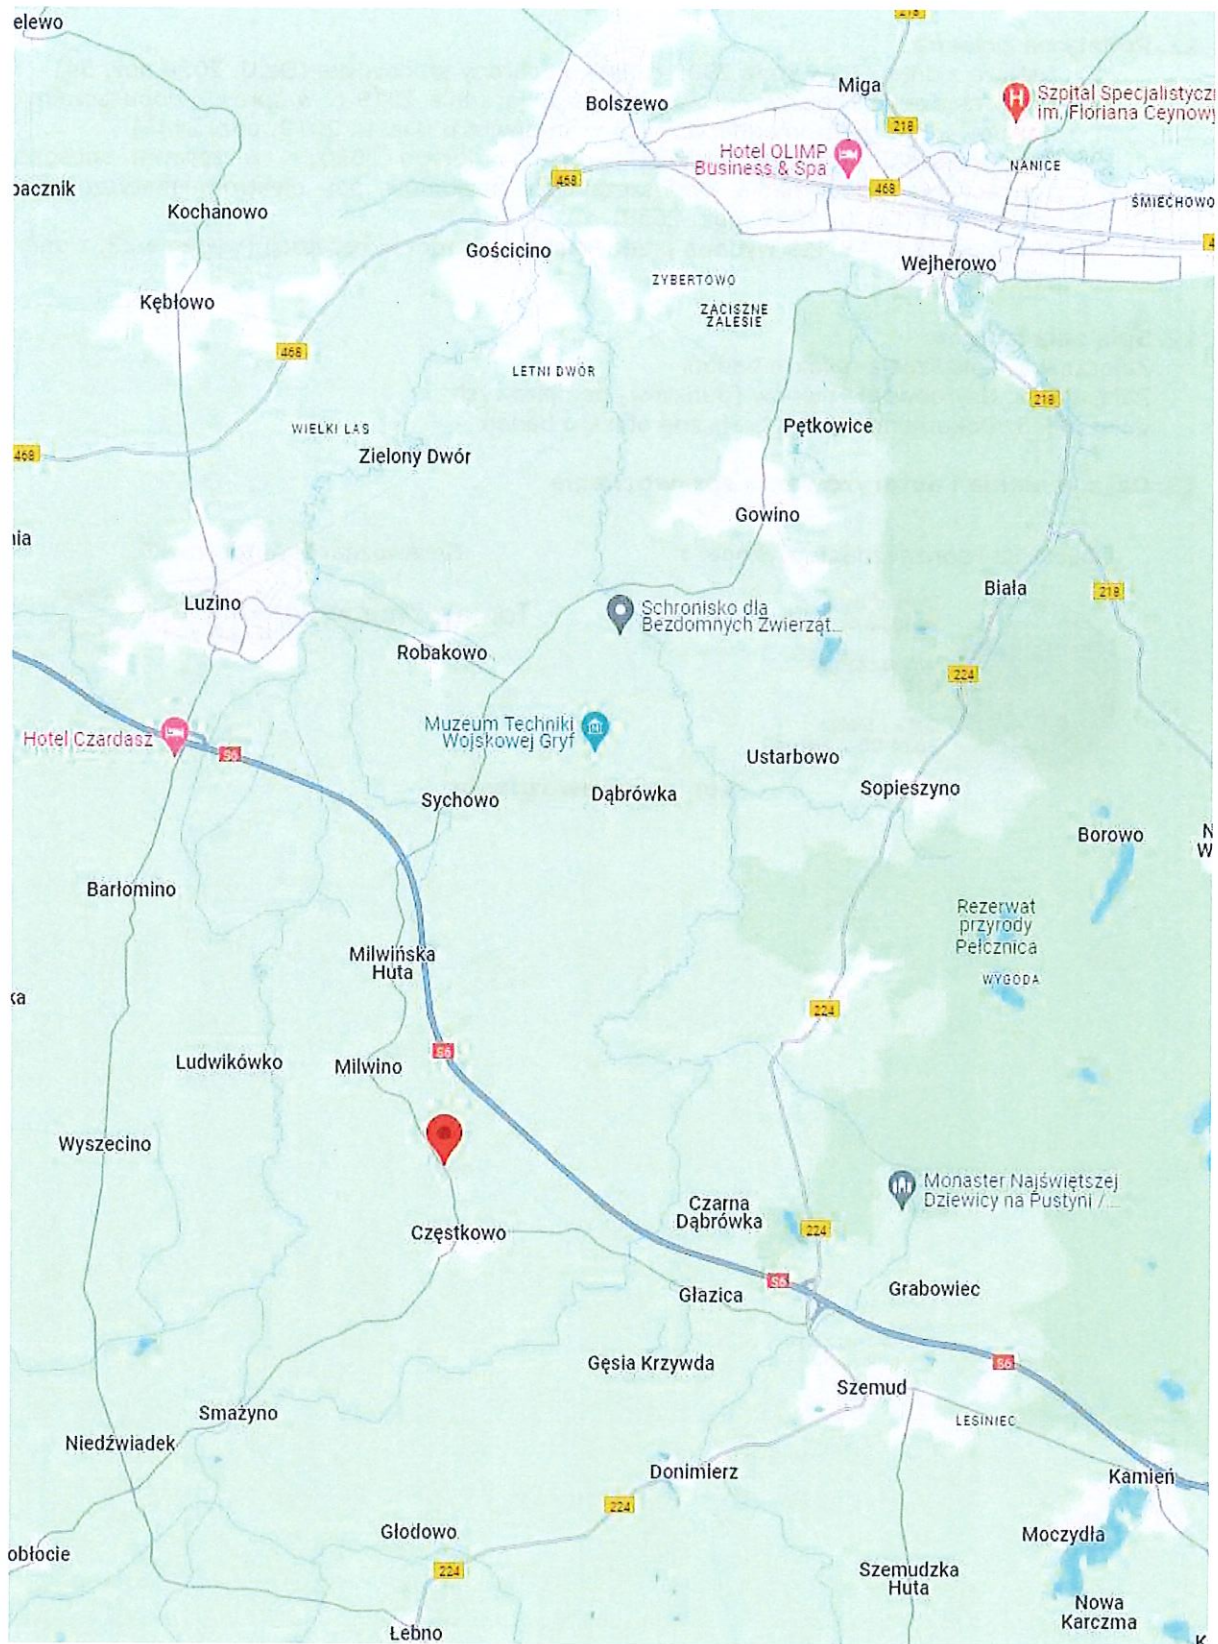 elewo
218
Miga
Bolszewo
Szpital Specjalistyczn
im. Floriana Ceynowy
218
Hotel OLIMP
Business & Spa
NANICE
468
468
pacznik
Kochanowo
ŚMIECHOWO
Gościcino
4
Wejherowo
ZYBERTOWO
Kębłowo
ZACISZNE
ZALESIE
468
LETNI DWÓR
218
WIELKI LAS
Pętkowice
468
Zielony Dwór
Gowino
nia
Biała
218
Luzino
Schronisko dla
Bezdomnych Zwierząt...
Robakowo
224
Muzeum Techniki
Wojskowej Gryf
Hotel Czardasz
S6
Ustarbowo
Sychowo
Dąbrówka
Sopieszyno
Borowo
N
W
Barłomino
Rezerwat
przyrody
Pełcznica
Milwińska
Huta
WYGODA
ka
224
S6
Ludwikówko
Milwino
Wyszecino
Monaster Najświętszej
Dziewicy na Pustyni /...
Czarna
Dąbrówka
224
Częstkowo
S6
Głazica
Grabowiec
Gęsia Krzywda
S6
Szemud
Smażyno
LESINIEC
Niedźwiadek
Donimierz
Kamień
224
Głodowo
Moczydła
obłocie
224
Szemudzka
Huta
Nowa
Karczma
Łebno
K